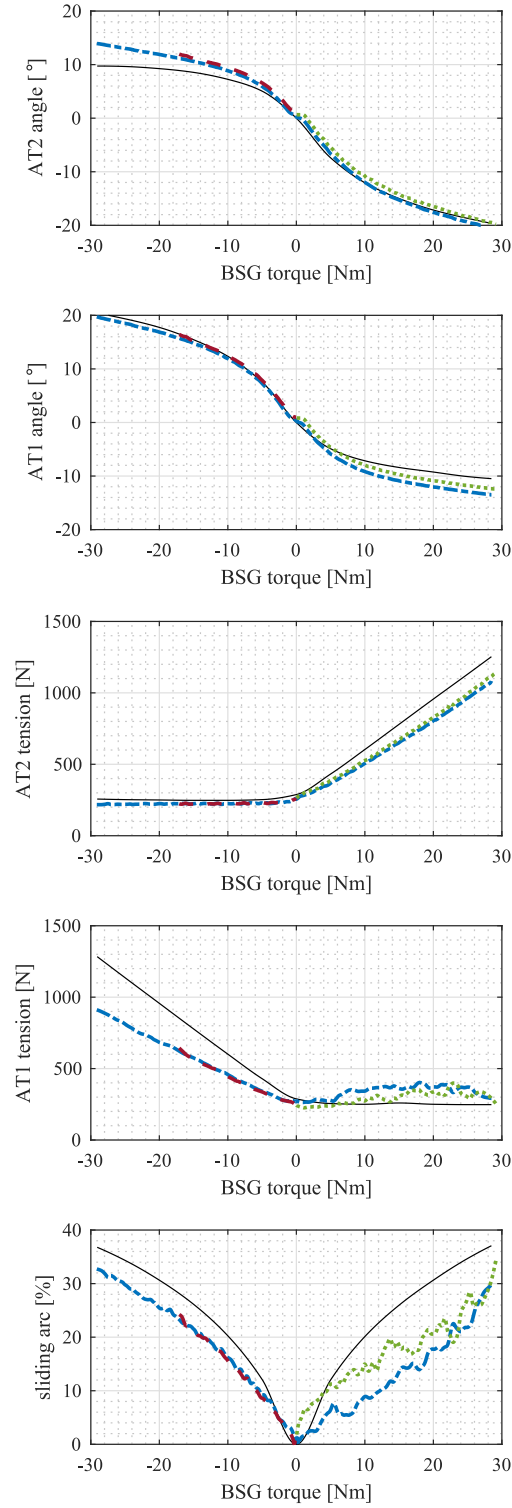 20
10
0
-10
-20
AT2 angle [ °]
-30 -20 -10 0 10 20 30
BSG torque [Nm]
20
10
0
-10
-20
AT1 angle [ °]
-30 -20 -10 0 10 20 30
BSG torque [Nm]
1500
1000
500
0
AT2 tension [N]
-30 -20 -10 0 10 20 30
BSG torque [Nm]
1500
1000
500
0
AT1 tension [N]
-30 -20 -10 0 10 20 30
BSG torque [Nm]
40
30
20
10
0
sliding arc [%]
-30 -20 -10 0 10 20 30
BSG torque [Nm]